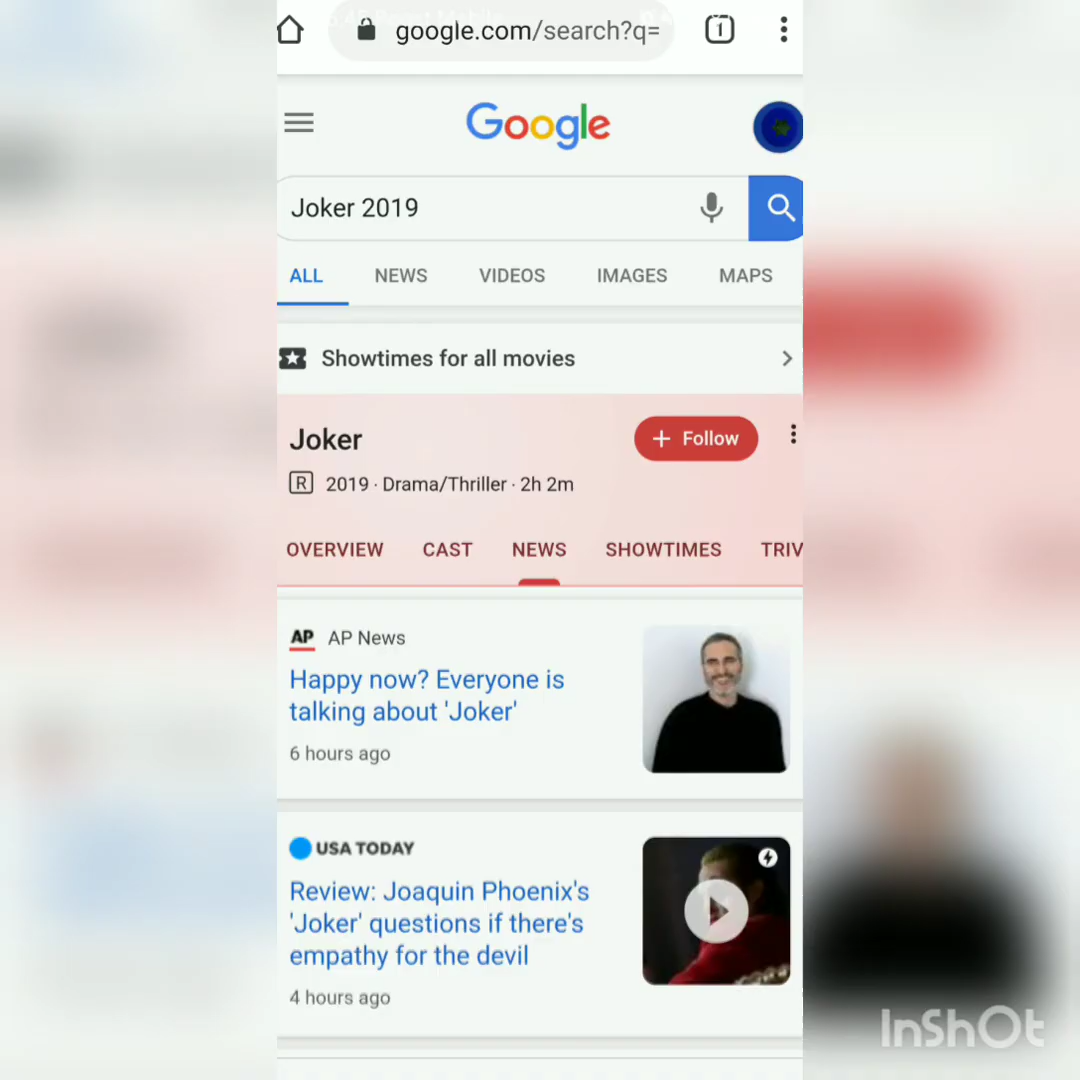 google.com/search?q=
1
Google
Joker 2019
ALL NEWS VIDEOS IMAGES MAPS
Showtimes for all movies
Joker
+ Follow
R 2019 · Drama/Thriller · 2h 2m
OVERVIEW CAST NEWS SHOWTIMES TRIV
AP AP News
Happy now? Everyone is
talking about 'Joker'
6 hours ago
USA TODAY
Review: Joaquin Phoenix's
'Joker' questions if there's
empathy for the devil
4 hours ago
InShOt